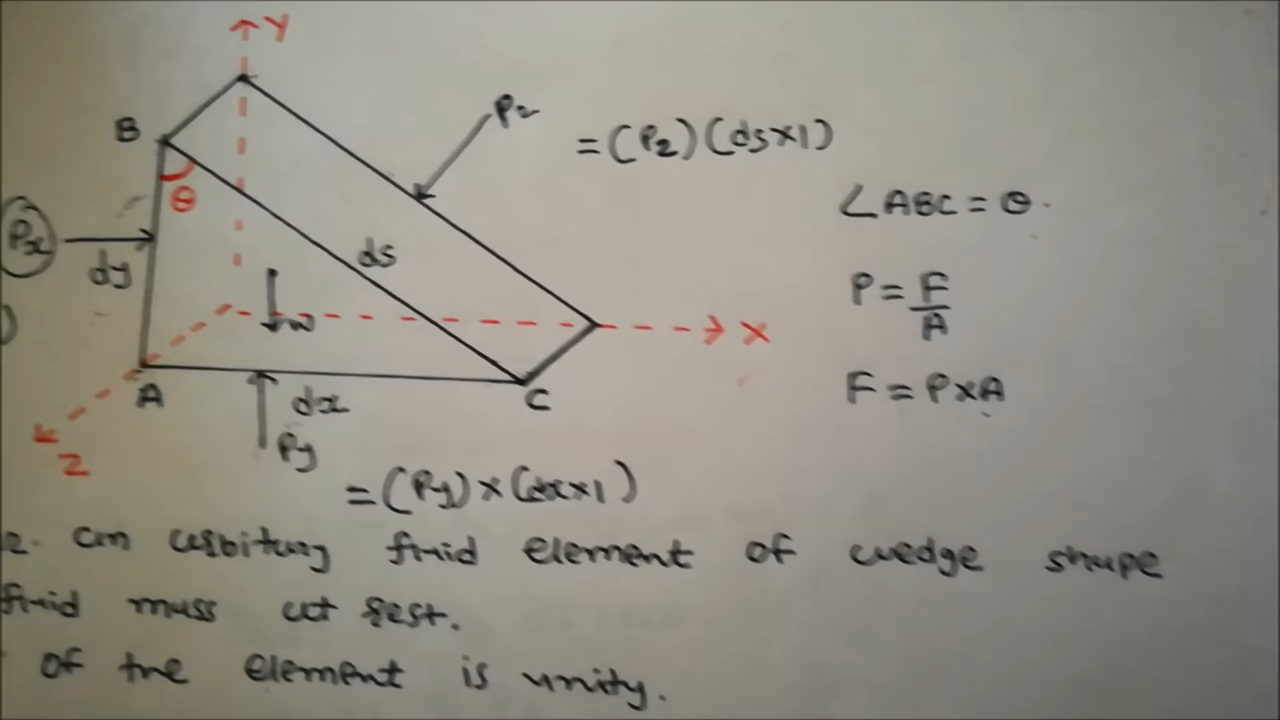 Y
B
P2
= (P2) (ds×1)
θ
∠ABC = θ.
Px
dy
ds
P = F
A
w
X
A
dx
C
F = P×A
Z
Py
= (Py) × (dx×1)
an arbitrary fluid element of wedge shape
fluid mass at rest.
of the element is unity.